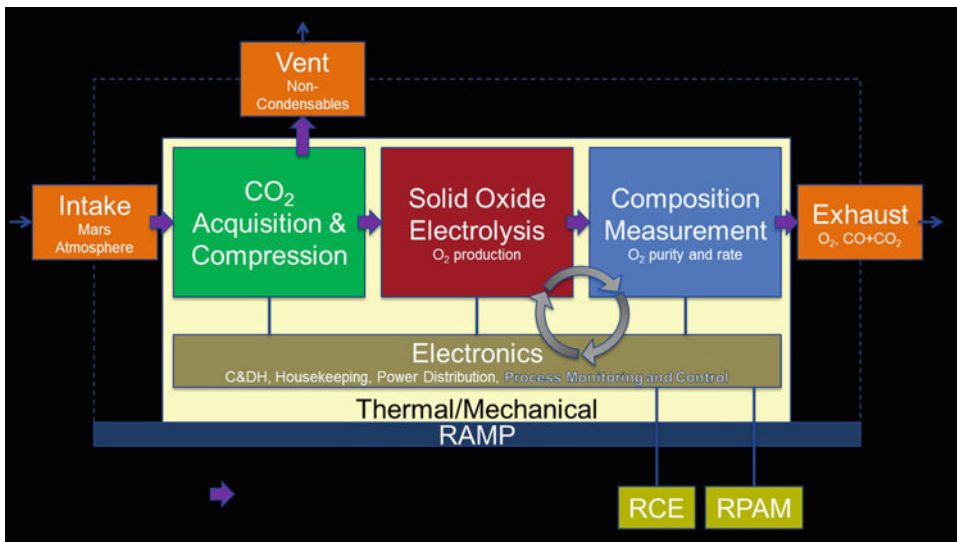 Vent
Non-
Condensables
Intake
Mars
Atmosphere
CO₂
Acquisition &
Compression
Solid Oxide
Electrolysis
O₂ production
Composition
Measurement
O₂ purity and rate
Exhaust
O₂, CO+CO₂
Electronics
C&DH, Housekeeping, Power Distribution, Process Monitoring and Control
Thermal/Mechanical
RAMP
RCE
RPAM